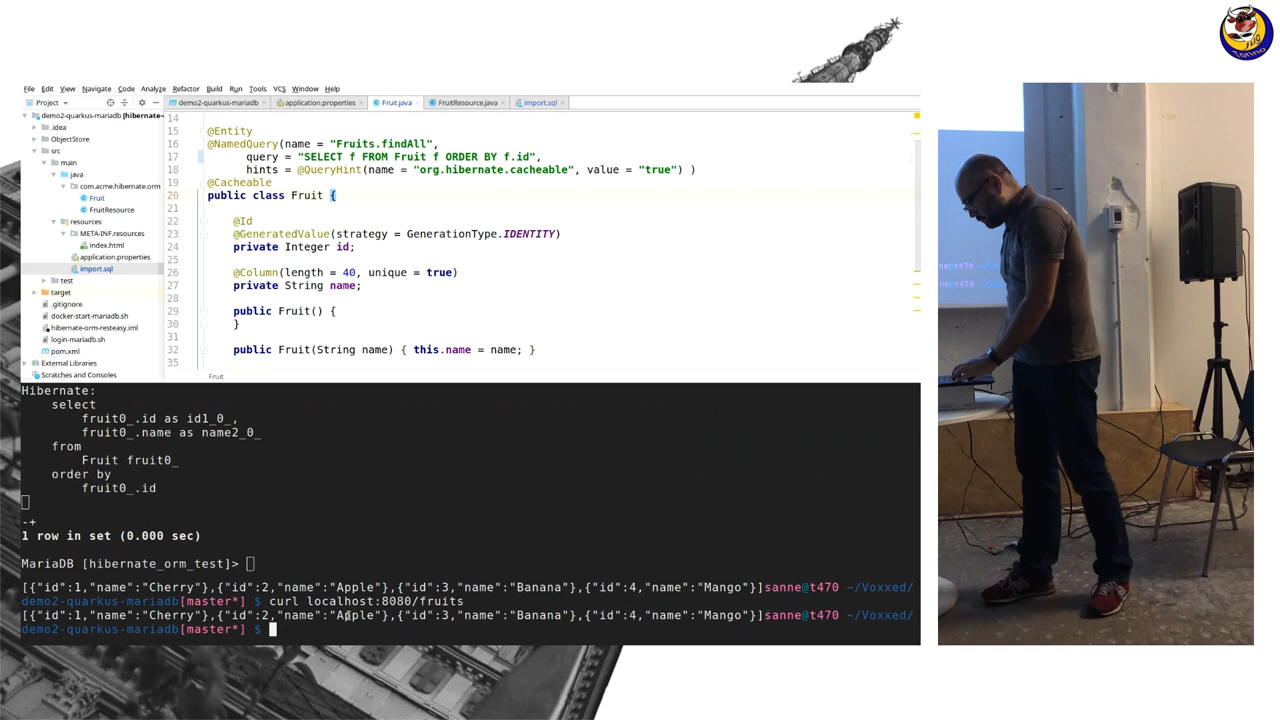 File Edit View Navigate Code Analyze Refactor Build Run Tools VCS Window Help
Project
demo2-quarkus-mariadb
application.properties
Fruit.java
FruitResource.java
import.sql
demo2-quarkus-mariadb [hibernate-
.idea
ObjectStore
src
main
java
com.acme.hibernate.orm
Fruit
FruitResource
resources
META-INF.resources
index.html
application.properties
import.sql
test
target
.gitignore
docker-start-mariadb.sh
hibernate-orm-resteasy.iml
login-mariadb.sh
pom.xml
External Libraries
Scratches and Consoles
14
15 @Entity
16 @NamedQuery(name = "Fruits.findAll",
17 query = "SELECT f FROM Fruit f ORDER BY f.id",
18 hints = @QueryHint(name = "org.hibernate.cacheable", value = "true") )
19 @Cacheable
20 public class Fruit {
21
22 @Id
23 @GeneratedValue(strategy = GenerationType.IDENTITY)
24 private Integer id;
25
26 @Column(length = 40, unique = true)
27 private String name;
28
29 public Fruit() {
30 }
31
32 public Fruit(String name) { this.name = name; }
35
Fruit
Hibernate:
select
fruit0_.id as id1_0_,
fruit0_.name as name2_0_
from
Fruit fruit0_
order by
fruit0_.id
-+
1 row in set (0.000 sec)
MariaDB [hibernate_orm_test]>
[{"id":1,"name":"Cherry"},{"id":2,"name":"Apple"},{"id":3,"name":"Banana"},{"id":4,"name":"Mango"}]sanne@t470 ~/Voxxed/
demo2-quarkus-mariadb[master*] $ curl localhost:8080/fruits
[{"id":1,"name":"Cherry"},{"id":2,"name":"Apple"},{"id":3,"name":"Banana"},{"id":4,"name":"Mango"}]sanne@t470 ~/Voxxed/
demo2-quarkus-mariadb[master*] $
jug
Torino